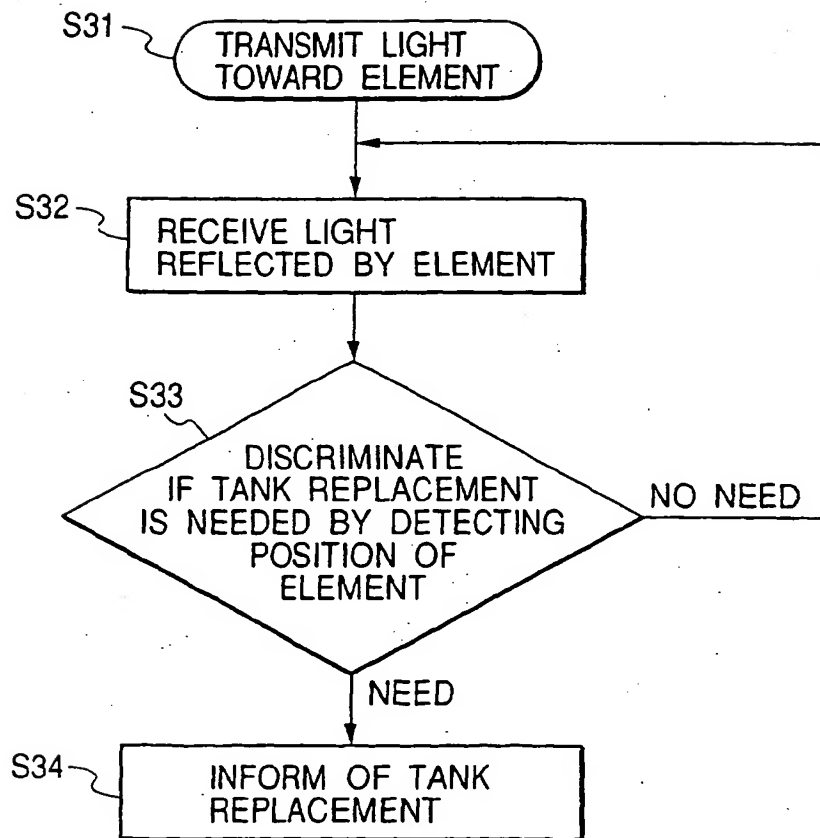 S31
TRANSMIT LIGHT
TOWARD ELEMENT
S32
RECEIVE LIGHT
REFLECTED BY ELEMENT
S33
DISCRIMINATE
IF TANK REPLACEMENT
IS NEEDED BY DETECTING
POSITION OF
ELEMENT
NO NEED
NEED
S34
INFORM OF TANK
REPLACEMENT